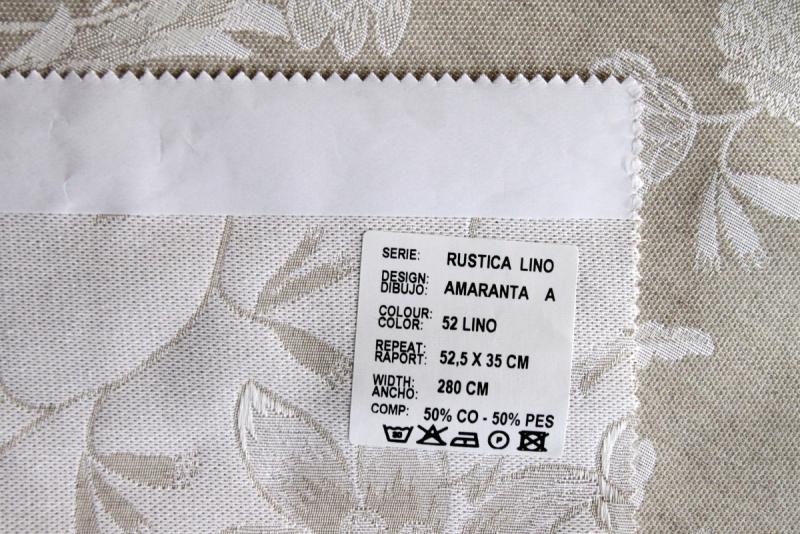 SERIE: RUSTICA LINO
DESIGN:
DIBUJO: AMARANTA A
COLOUR:
COLOR: 52 LINO
REPEAT:
RAPORT: 52,5 X 35 CM
WIDTH:
ANCHO: 280 CM
COMP: 50% CO - 50% PES
P